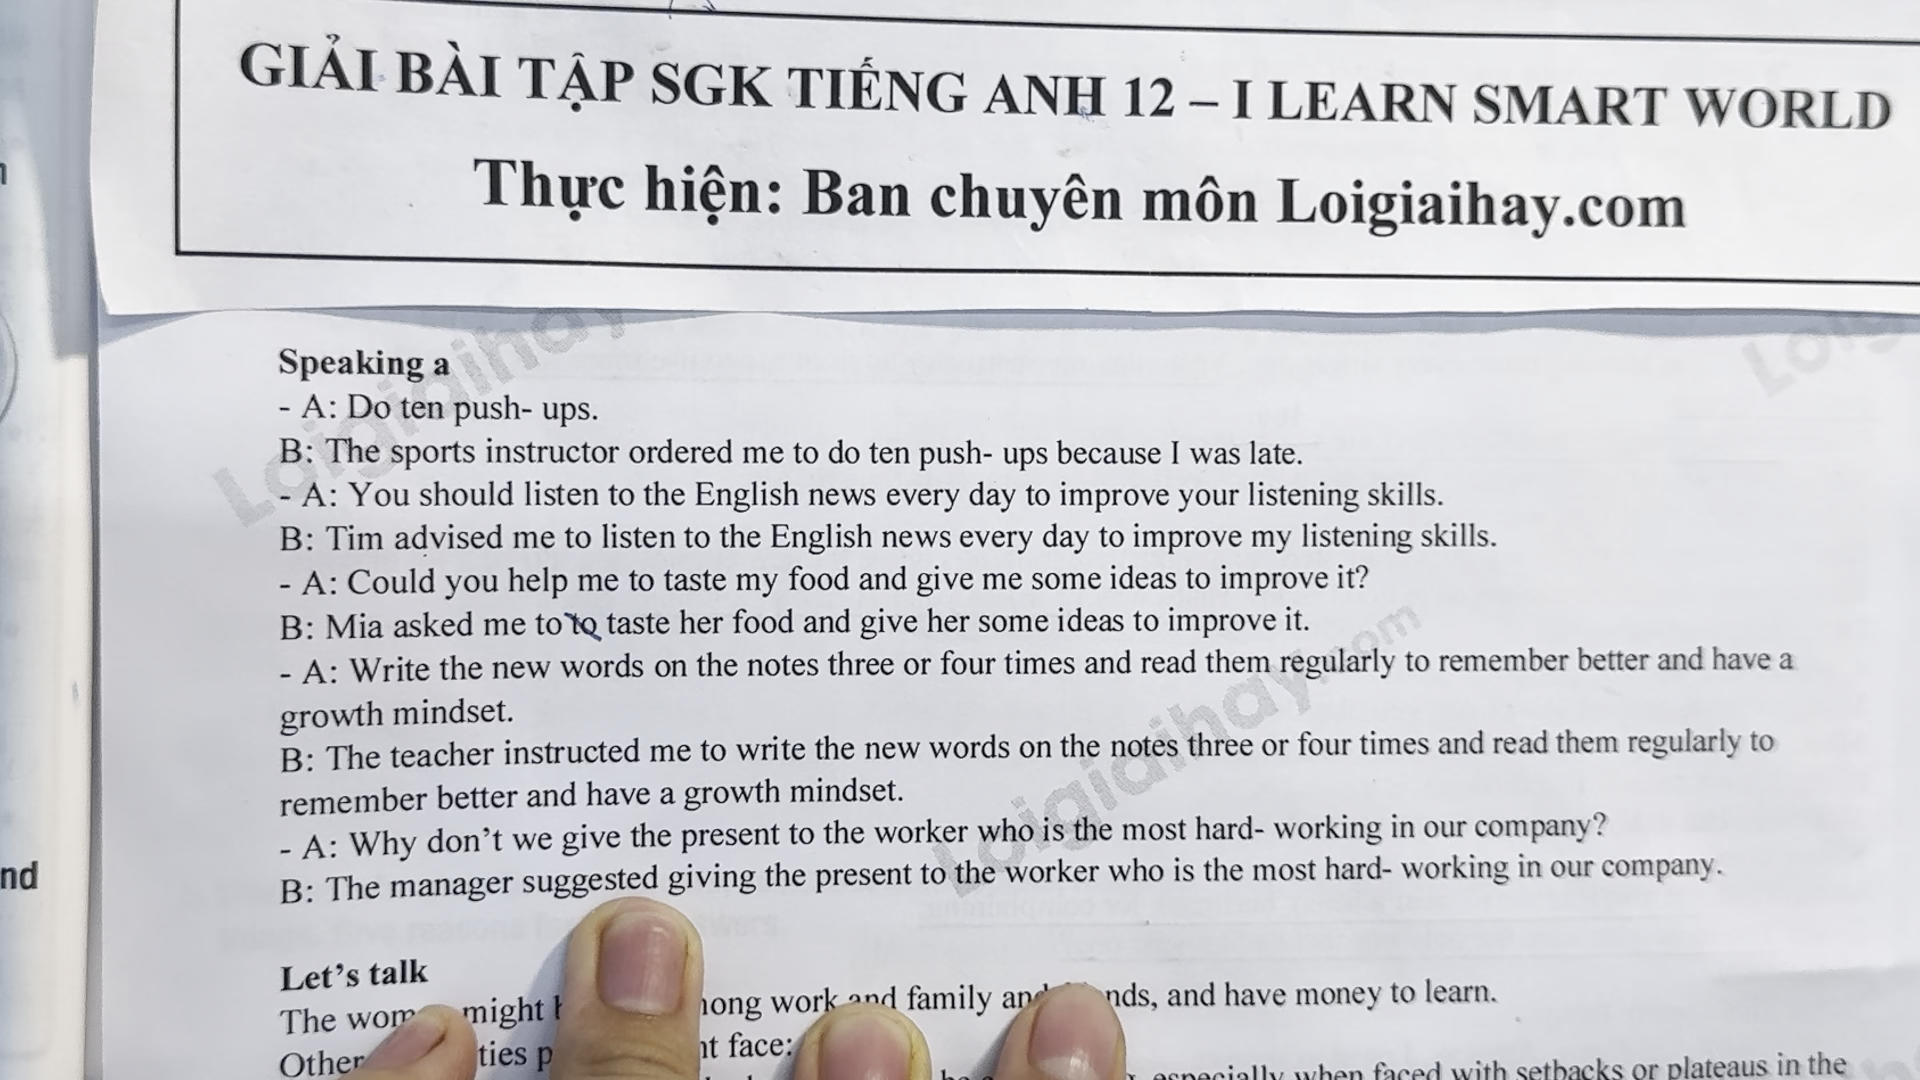 GIẢI BÀI TẬP SGK TIẾNG ANH 12 – I LEARN SMART WORLD
Thực hiện: Ban chuyên môn Loigiaihay.com
Speaking a
- A: Do ten push- ups.
B: The sports instructor ordered me to do ten push- ups because I was late.
- A: You should listen to the English news every day to improve your listening skills.
B: Tim advised me to listen to the English news every day to improve my listening skills.
- A: Could you help me to taste my food and give me some ideas to improve it?
B: Mia asked me to to taste her food and give her some ideas to improve it.
- A: Write the new words on the notes three or four times and read them regularly to remember better and have a
growth mindset.
B: The teacher instructed me to write the new words on the notes three or four times and read them regularly to
remember better and have a growth mindset.
- A: Why don't we give the present to the worker who is the most hard- working in our company?
B: The manager suggested giving the present to the worker who is the most hard- working in our company.
nd
Let's talk
The might work and family and have money to learn.
Other face:
especially when faced with setbacks or plateaus in the
Loigiaihay
Loigiaihay.com